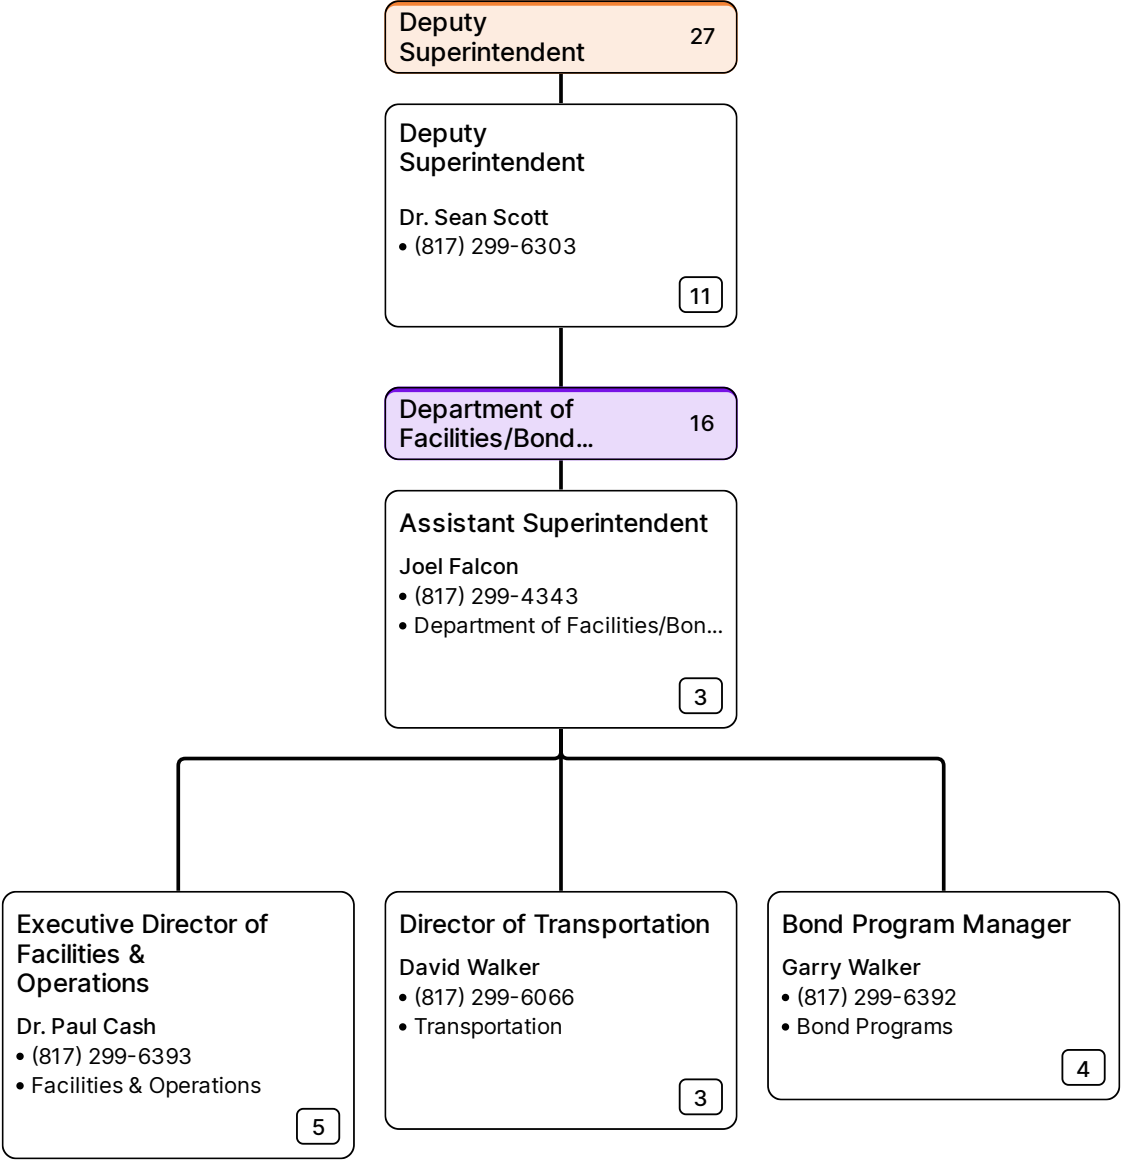 Deputy
Superintendent
27
Deputy
Superintendent
Dr. Sean Scott
• (817) 299-6303
11
Department of
Facilities/Bond...
16
Assistant Superintendent
Joel Falcon
• (817) 299-4343
• Department of Facilities/Bon...
3
Executive Director of
Facilities &
Operations
Dr. Paul Cash
• (817) 299-6393
• Facilities & Operations
5
Director of Transportation
David Walker
• (817) 299-6066
• Transportation
3
Bond Program Manager
Garry Walker
• (817) 299-6392
• Bond Programs
4